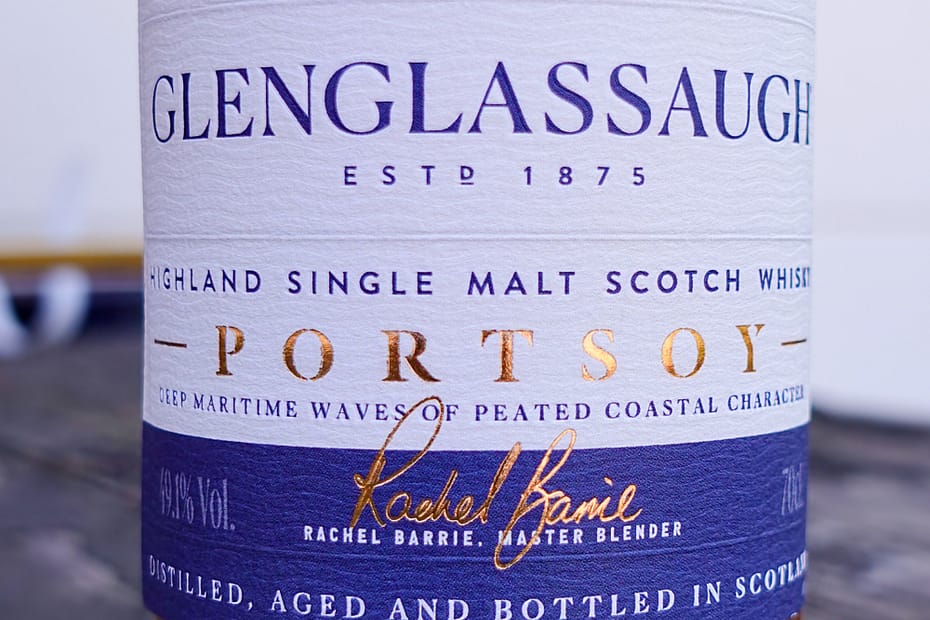 GLENGLASSAUGH
ESTD 1875
HIGHLAND SINGLE MALT SCOTCH WHISKY
PORTSOY
DEEP MARITIME WAVES OF PEATED COASTAL CHARACTER
Rachel Barrie
49.1% Vol.
70cl
RACHEL BARRIE, MASTER BLENDER
DISTILLED, AGED AND BOTTLED IN SCOTLAND